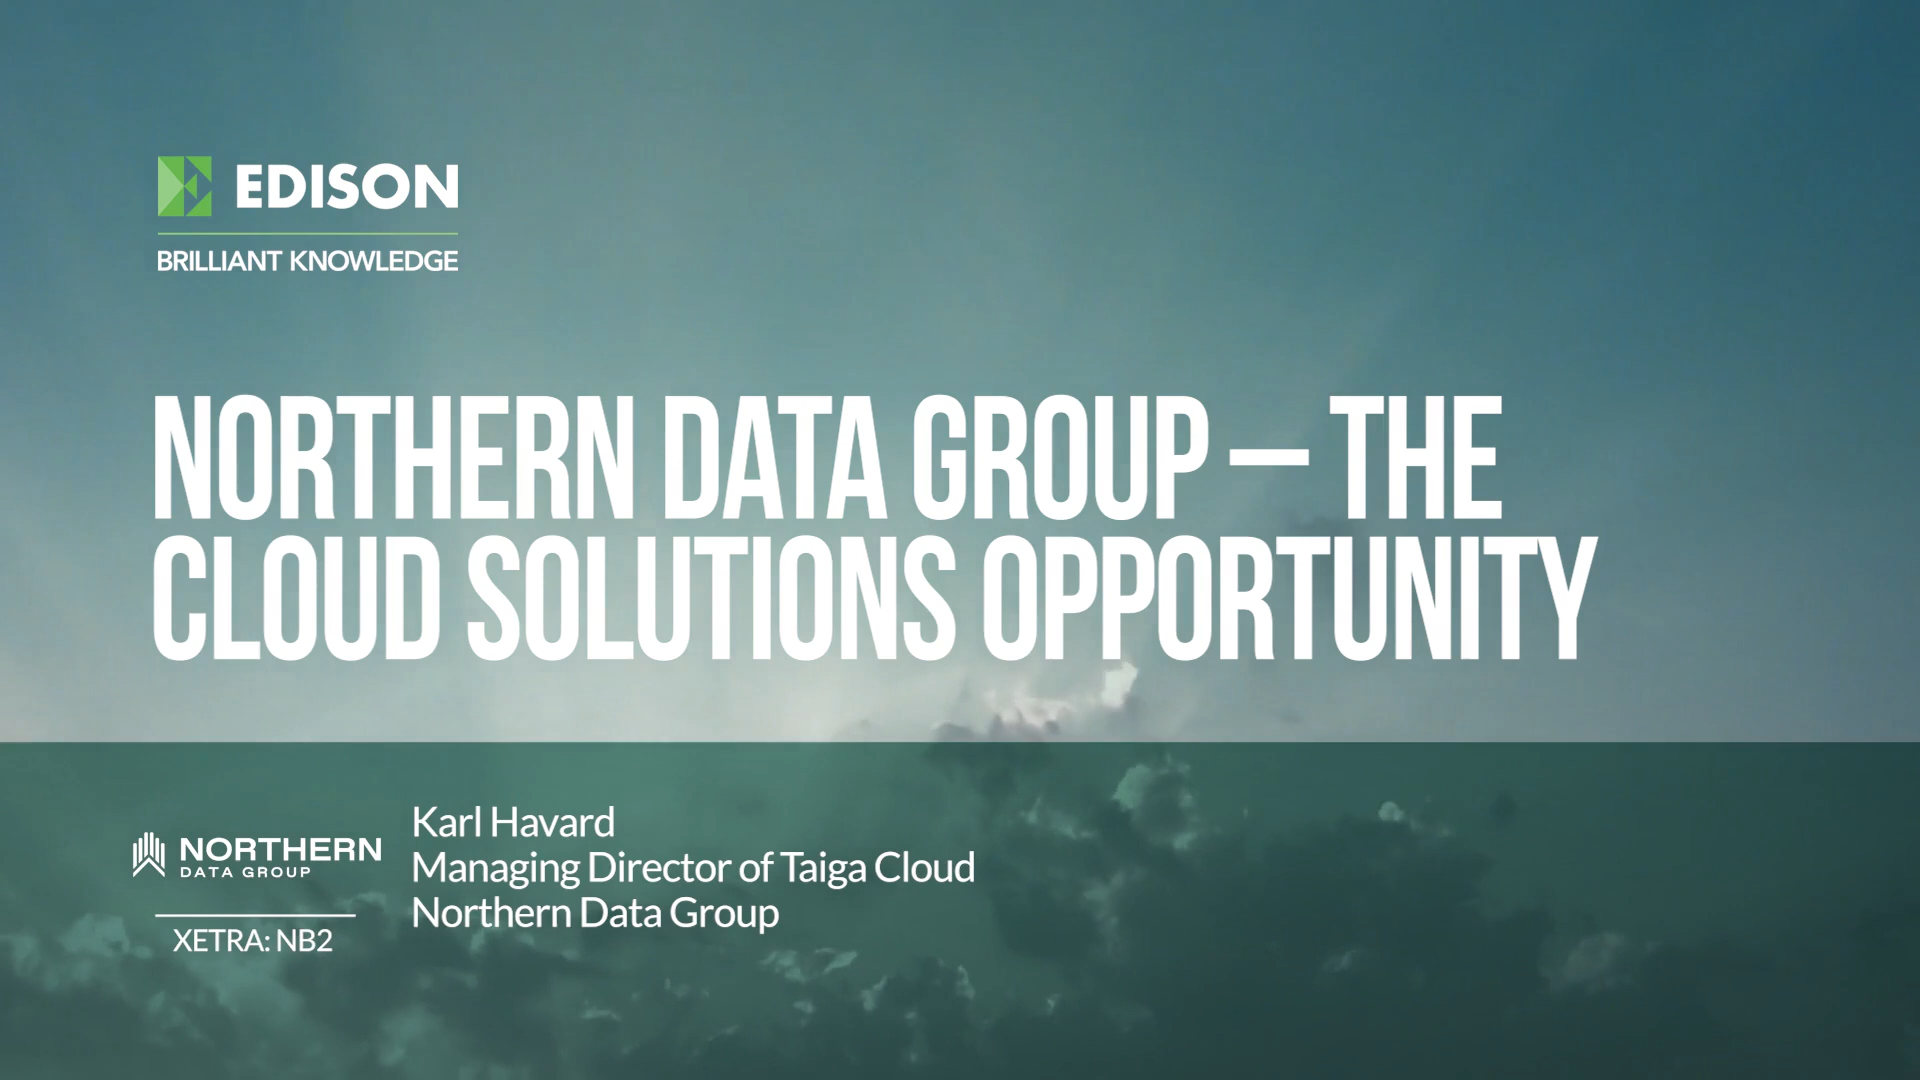 EDISON
BRILLIANT KNOWLEDGE
NORTHERN DATA GROUP – THE
CLOUD SOLUTIONS OPPORTUNITY
NORTHERN
DATA GROUP
XETRA: NB2
Karl Havard
Managing Director of Taiga Cloud
Northern Data Group